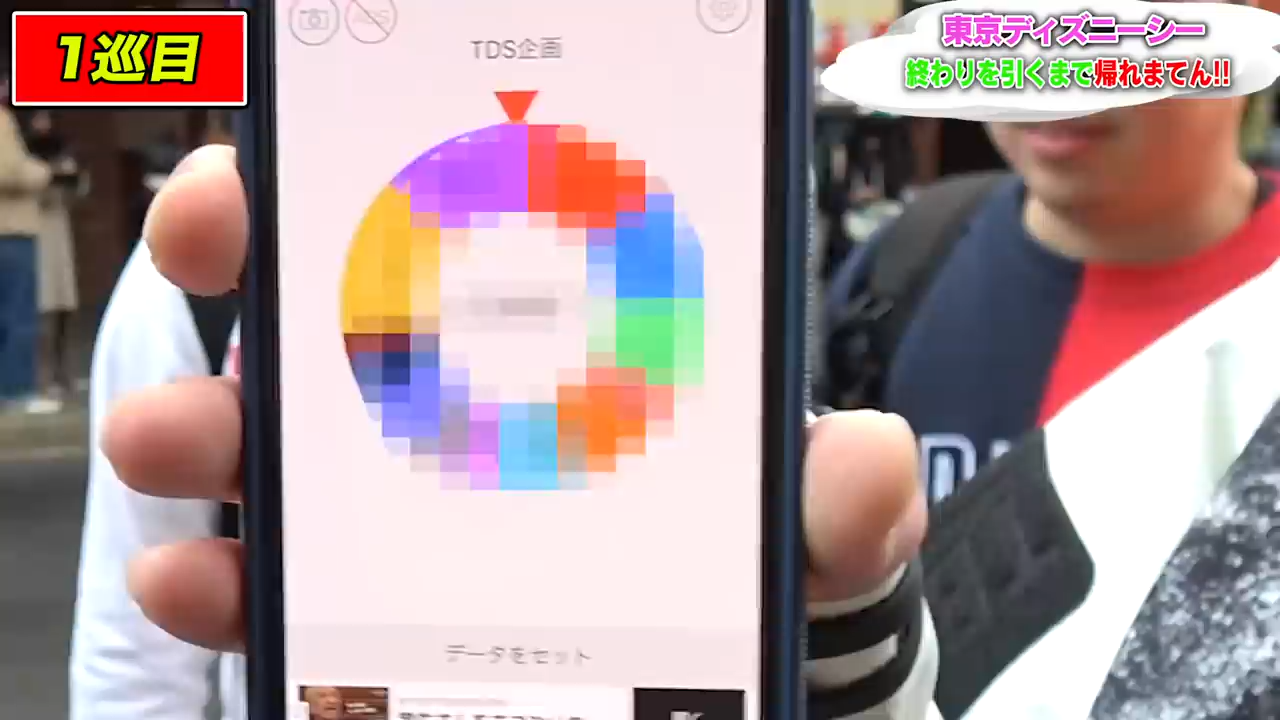 1巡目
東京ディズニーシー
終わりを引くまで帰れまてん!!
TDS企画
データをセット